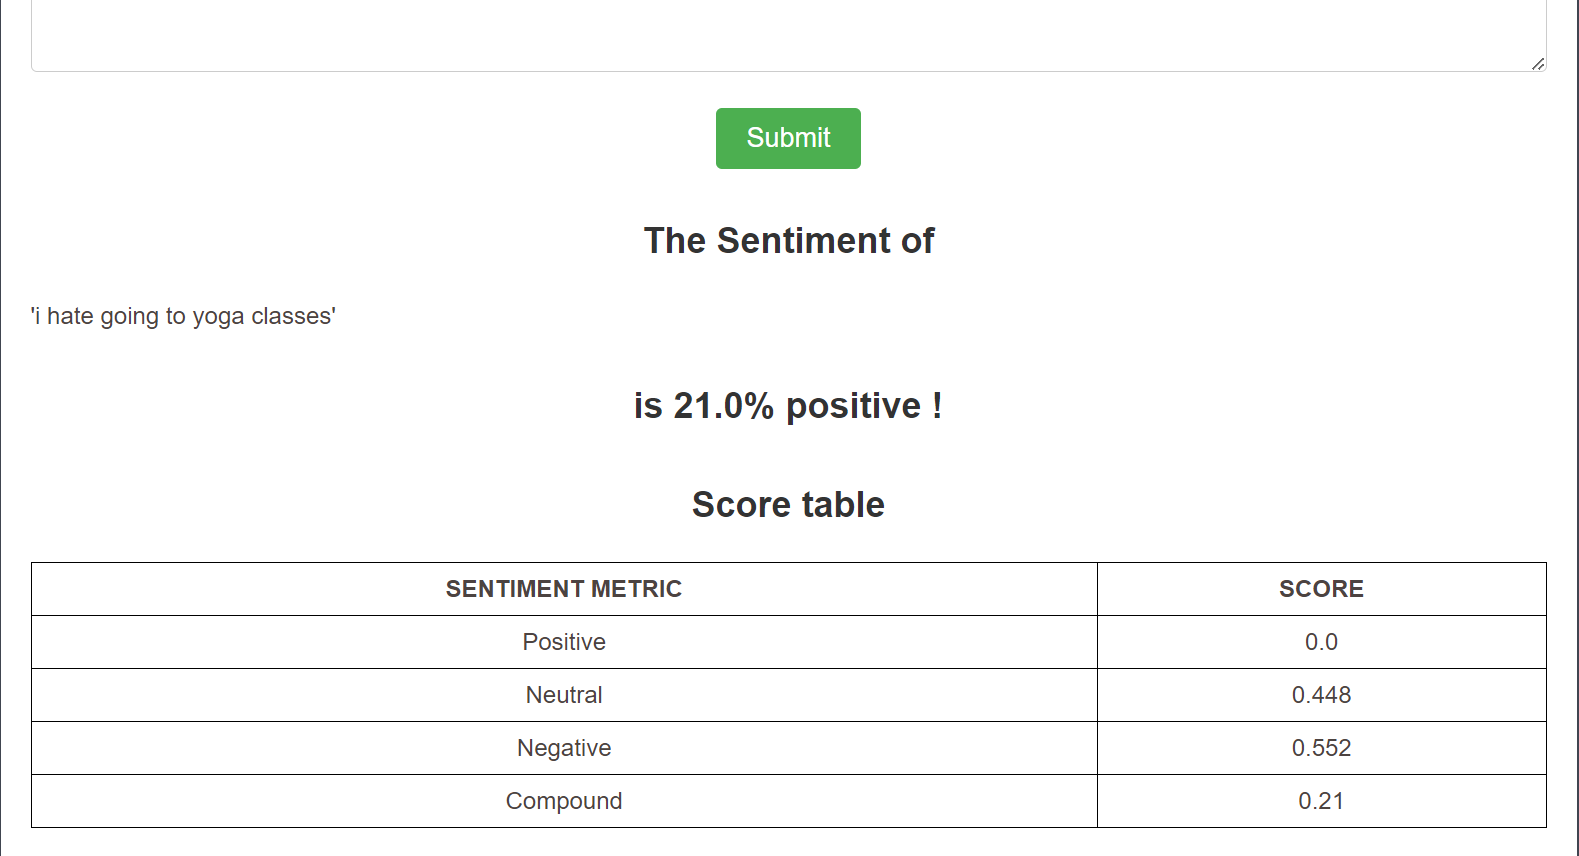 Submit
The Sentiment of
'i hate going to yoga classes'
is 21.0% positive !
Score table
SENTIMENT METRIC SCORE
Positive 0.0
Neutral 0.448
Negative 0.552
Compound 0.21